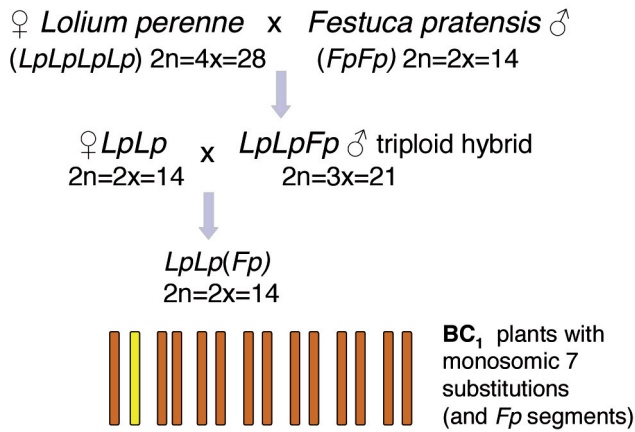 ♀ Lolium perenne x Festuca pratensis ♂
(LpLpLpLp) 2n=4x=28 (FpFp) 2n=2x=14
♀LpLp x LpLpFp ♂ triploid hybrid
2n=2x=14 2n=3x=21
LpLp(Fp)
2n=2x=14
BC₁ plants with
monosomic 7
substitutions
(and Fp segments)